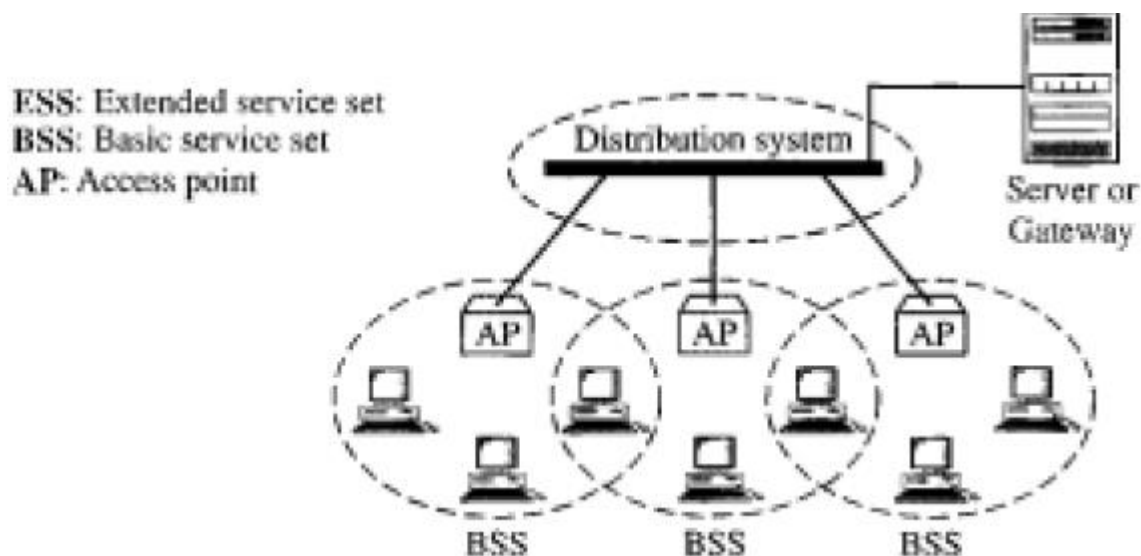 ESS: Extended service set
BSS: Basic service set
AP: Access point
Distribution system
Server or
Gateway
AP
AP
AP
BSS
BSS
BSS